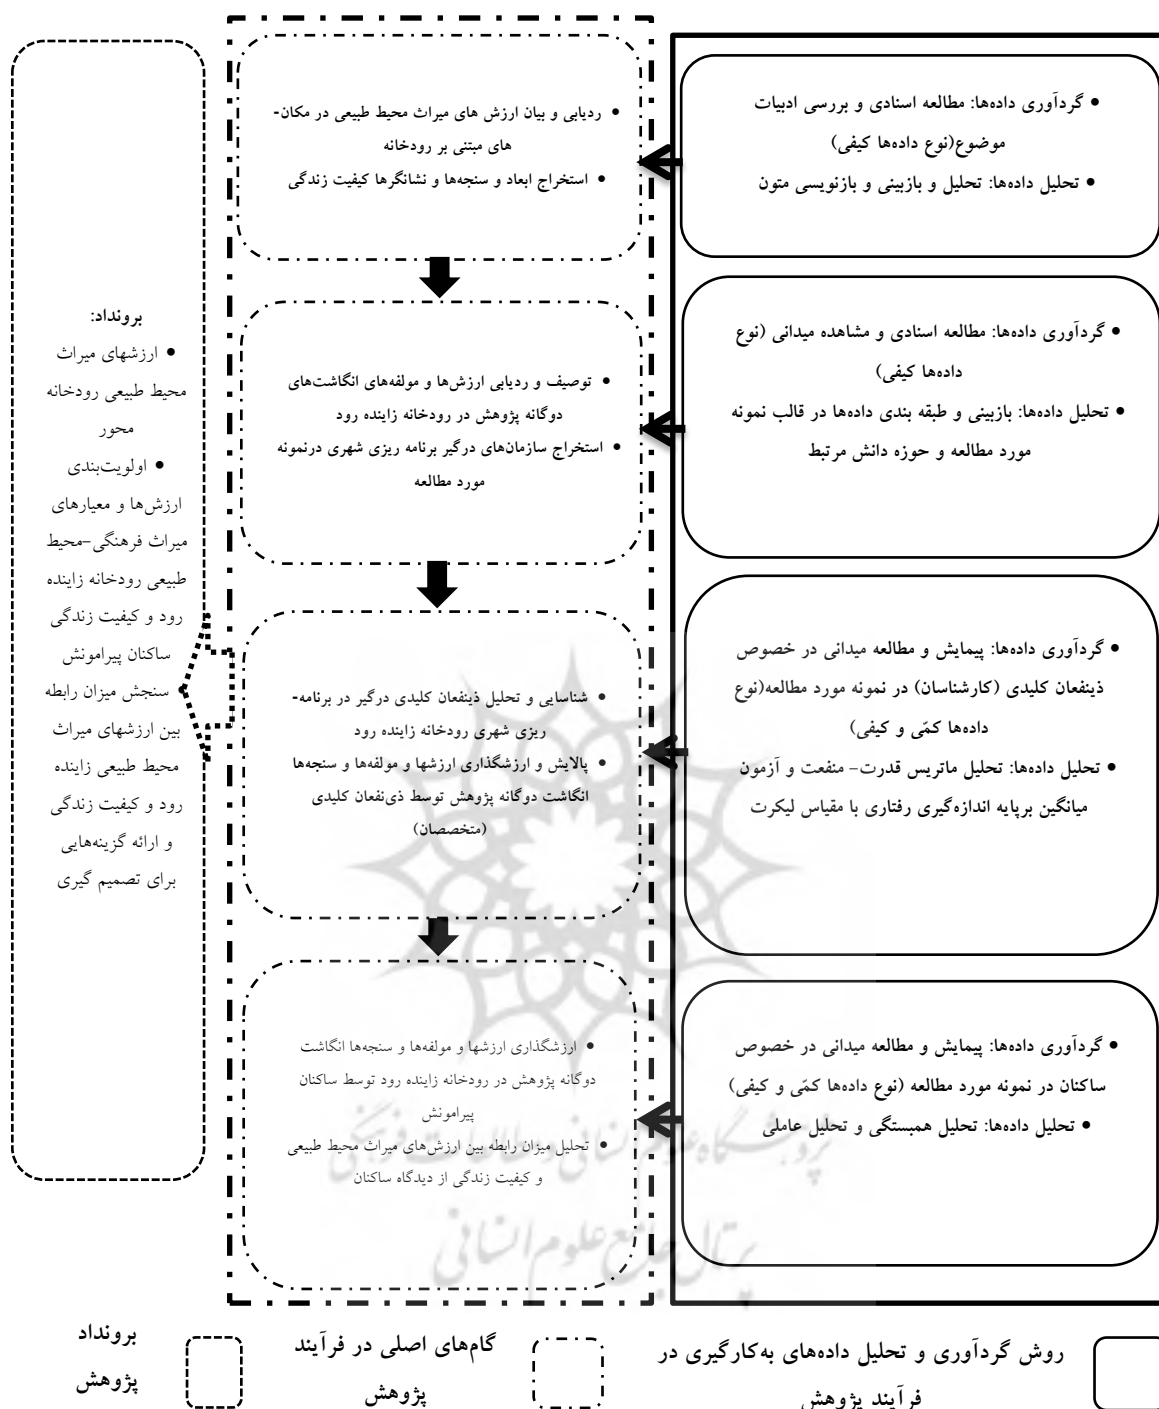 • گردآوری داده‌ها: مطالعه اسنادی و بررسی ادبیات
موضوع(نوع داده‌ها کیفی)
• تحلیل داده‌ها: تحلیل و بازبینی و بازنویسی متون
• گردآوری داده‌ها: مطالعه اسنادی و مشاهده میدانی (نوع
داده‌ها کیفی)
• تحلیل داده‌ها: بازبینی و طبقه بندی داده‌ها در قالب نمونه
مورد مطالعه و حوزه دانش مرتبط
• گردآوری داده‌ها: پیمایش و مطالعه میدانی در خصوص
ذینفعان کلیدی (کارشناسان) در نمونه مورد مطالعه(نوع
داده‌ها کمّی و کیفی)
• تحلیل داده‌ها: تحلیل ماتریس قدرت- منفعت و آزمون
میانگین برپایه اندازه‌گیری رفتاری با مقیاس لیکرت
• گردآوری داده‌ها: پیمایش و مطالعه میدانی در خصوص
ساکنان در نمونه مورد مطالعه (نوع داده‌ها کمّی و کیفی)
• تحلیل داده‌ها: تحلیل همبستگی و تحلیل عاملی
• ردیابی و بیان ارزش های میراث محیط طبیعی در مکان-
های مبتنی بر رودخانه
• استخراج ابعاد و سنجه‌ها و نشانگرها کیفیت زندگی
• توصیف و ردیابی ارزش‌ها و مولفه‌های انگاشت‌های
دوگانه پژوهش در رودخانه زاینده رود
• استخراج سازمان‌های درگیر برنامه ریزی شهری درنمونه
مورد مطالعه
• شناسایی و تحلیل ذینفعان کلیدی درگیر در برنامه-
ریزی شهری رودخانه زاینده رود
• پالایش و ارزشگذاری ارزشها و مولفه‌ها و سنجه‌ها
انگاشت دوگانه پژوهش توسط ذی‌نفعان کلیدی
(متخصصان)
• ارزشگذاری ارزشها و مولفه‌ها و سنجه‌ها انگاشت
دوگانه پژوهش در رودخانه زاینده رود توسط ساکنان
پیرامونش
• تحلیل میزان رابطه بین ارزش‌های میراث محیط طبیعی
و کیفیت زندگی از دیدگاه ساکنان
برونداد:
• ارزشهای میراث
محیط طبیعی رودخانه
محور
• اولویت‌بندی
ارزش‌ها و معیارهای
میراث فرهنگی-محیط
طبیعی رودخانه زاینده
رود و کیفیت زندگی
ساکنان پیرامونش
• سنجش میزان رابطه
بین ارزشهای میراث
محیط طبیعی زاینده
رود و کیفیت زندگی
و ارائه گزینه‌هایی
برای تصمیم گیری
پژوهشگاه علوم انسانی و مطالعات فرهنگی
پرتال جامع علوم انسانی
روش گردآوری و تحلیل داده‌های به‌کارگیری در
فرآیند پژوهش
گام‌های اصلی در فرآیند
پژوهش
برونداد
پژوهش